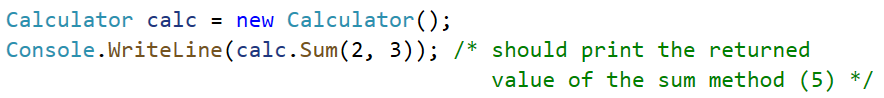 Calculator calc = new Calculator();
Console.WriteLine(calc.Sum(2, 3)); /* should print the returned
value of the sum method (5) */